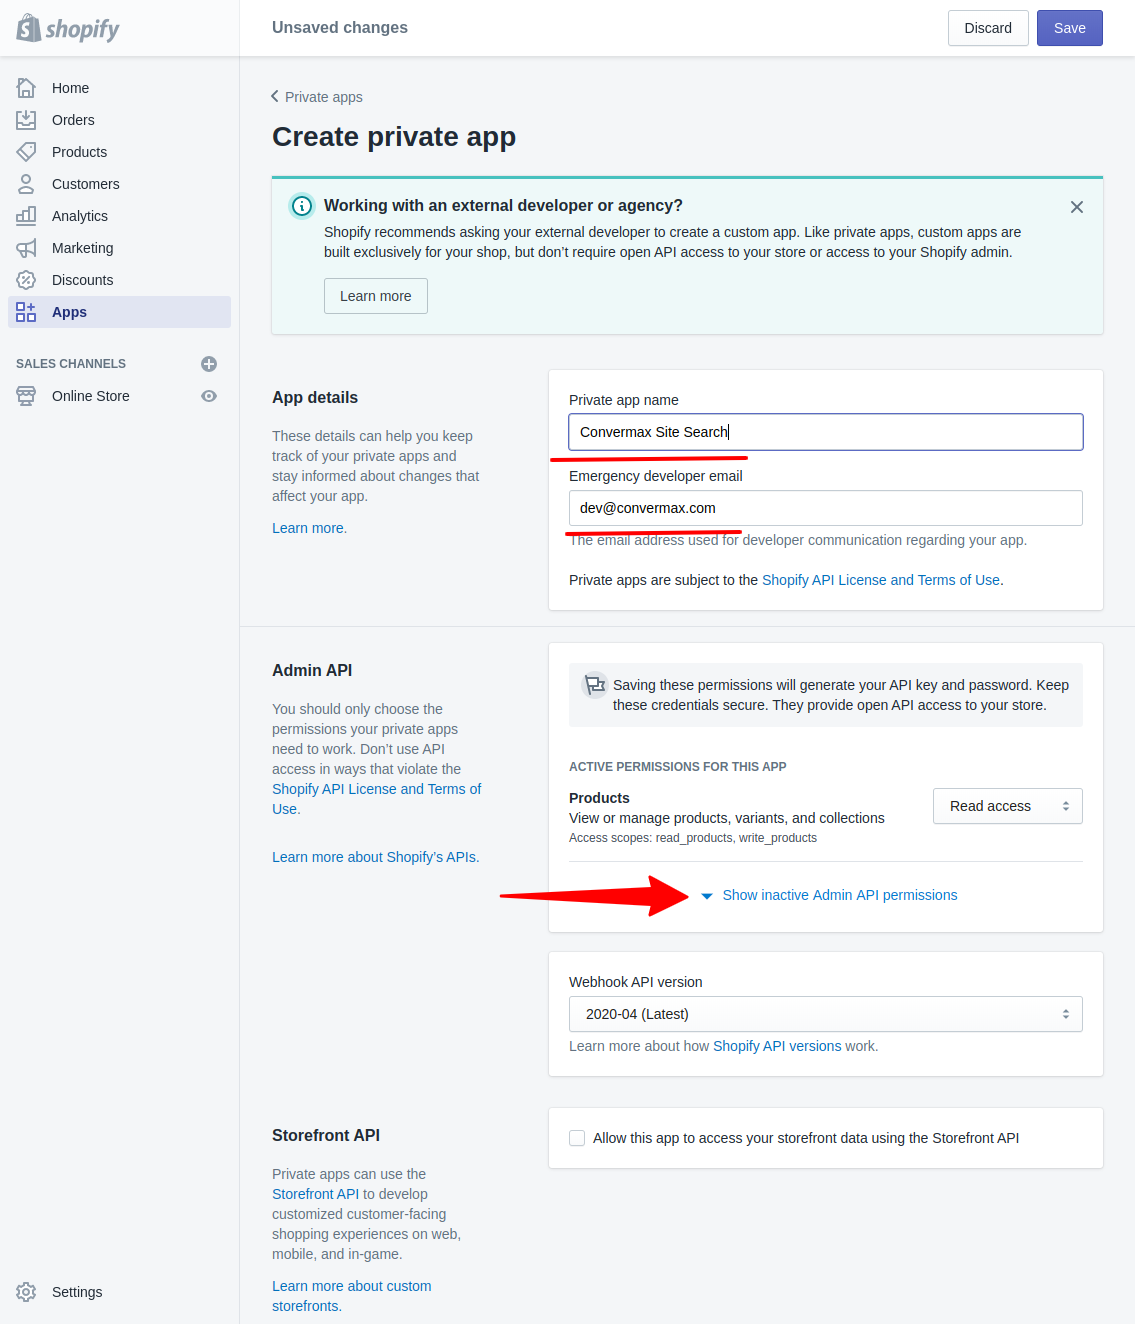 shopify
Unsaved changes
Discard
Save
Home
Orders
Products
Customers
Analytics
Marketing
Discounts
Apps
SALES CHANNELS
Online Store
Settings
Private apps
Create private app
Working with an external developer or agency?
Shopify recommends asking your external developer to create a custom app. Like private apps, custom apps are
built exclusively for your shop, but don’t require open API access to your store or access to your Shopify admin.
Learn more
App details
These details can help you keep
track of your private apps and
stay informed about changes that
affect your app.
Learn more.
Private app name
Convermax Site Search
Emergency developer email
dev@convermax.com
The email address used for developer communication regarding your app.
Private apps are subject to the Shopify API License and Terms of Use.
Admin API
You should only choose the
permissions your private apps
need to work. Don’t use API
access in ways that violate the
Shopify API License and Terms of
Use.
Learn more about Shopify’s APIs.
Saving these permissions will generate your API key and password. Keep
these credentials secure. They provide open API access to your store.
ACTIVE PERMISSIONS FOR THIS APP
Products
View or manage products, variants, and collections
Access scopes: read_products, write_products
Read access
Show inactive Admin API permissions
Webhook API version
2020-04 (Latest)
Learn more about how Shopify API versions work.
Storefront API
Private apps can use the
Storefront API to develop
customized customer-facing
shopping experiences on web,
mobile, and in-game.
Learn more about custom
storefronts.
Allow this app to access your storefront data using the Storefront API